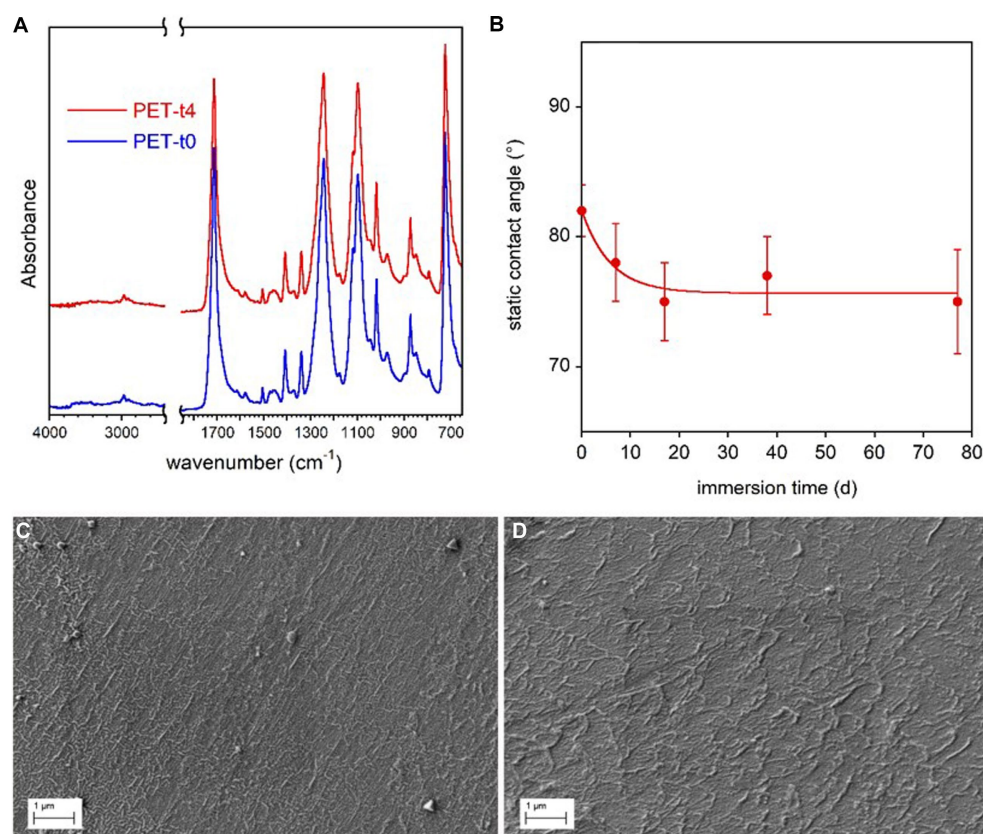 A
PET-t4
PET-t0
Absorbance
4000 3000 1700 1500 1300 1100 900 700
wavenumber (cm-1)
B
90
80
70
static contact angle (°)
0 10 20 30 40 50 60 70 80
immersion time (d)
C
1 µm
D
1 µm